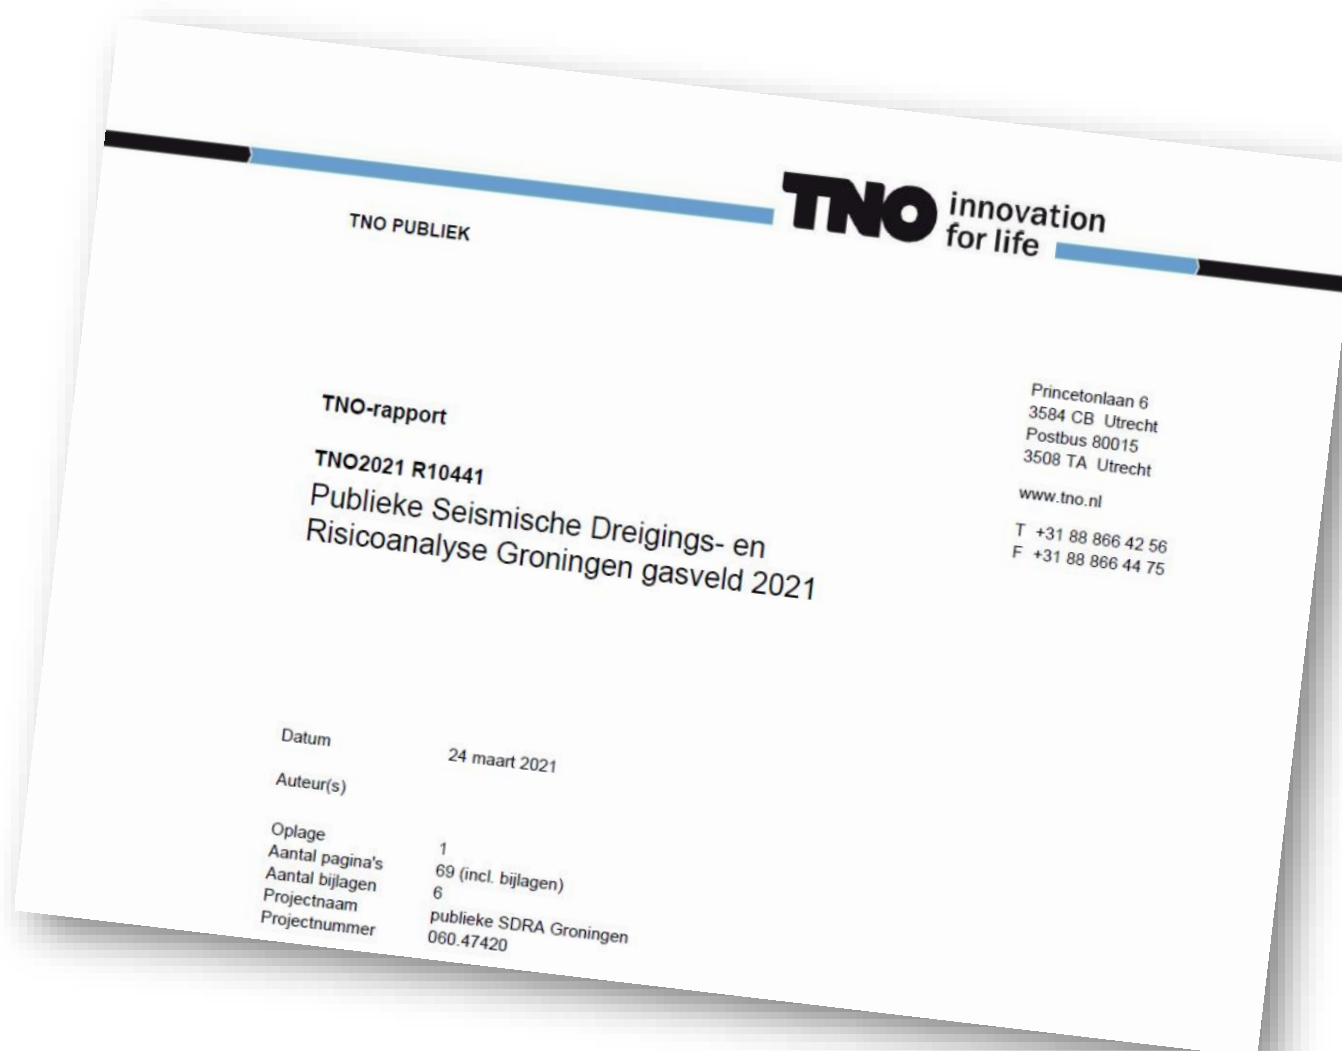 TNO innovation
for life
TNO PUBLIEK
Princetonlaan 6
3584 CB Utrecht
Postbus 80015
3508 TA Utrecht
www.tno.nl
T +31 88 866 42 56
F +31 88 866 44 75
TNO-rapport
TNO2021 R10441
Publieke Seismische Dreigings- en
Risicoanalyse Groningen gasveld 2021
Datum 24 maart 2021
Auteur(s)
Oplage 1
Aantal pagina's 69 (incl. bijlagen)
Aantal bijlagen 6
Projectnaam publieke SDRA Groningen
Projectnummer 060.47420